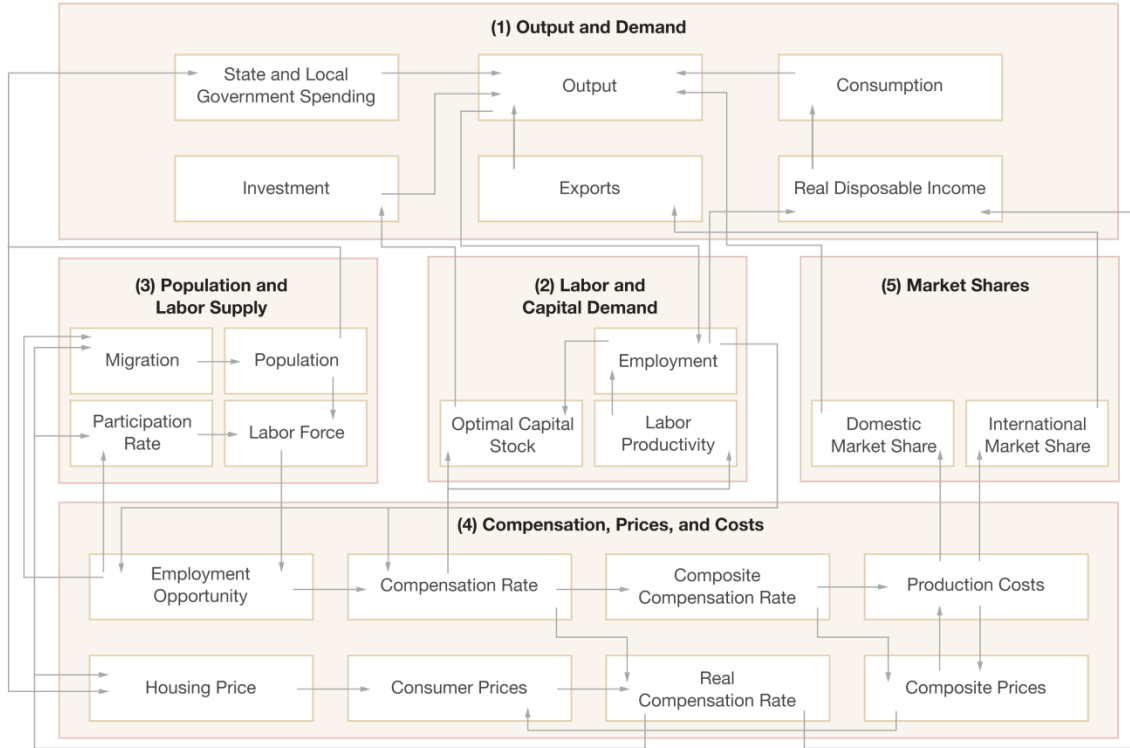 (1) Output and Demand
State and Local
Government Spending
Output
Consumption
Investment
Exports
Real Disposable Income
(3) Population and
Labor Supply
Migration
Population
Participation
Rate
Labor Force
(2) Labor and
Capital Demand
Employment
Optimal Capital
Stock
Labor
Productivity
(5) Market Shares
Domestic
Market Share
International
Market Share
(4) Compensation, Prices, and Costs
Employment
Opportunity
Compensation Rate
Composite
Compensation Rate
Production Costs
Housing Price
Consumer Prices
Real
Compensation Rate
Composite Prices